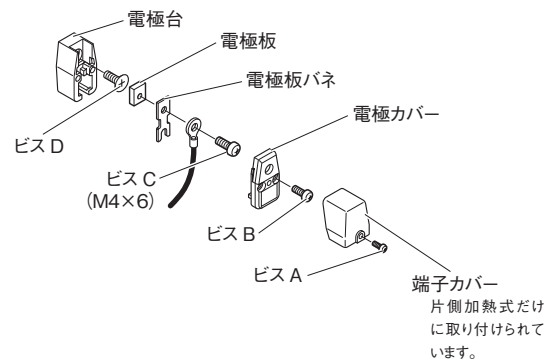 電極台
電極板
電極板バネ
電極カバー
ビス D
ビス C
(M4×6)
ビス B
ビス A
端子カバー
片側加熱式だけ
に取り付けられて
います。